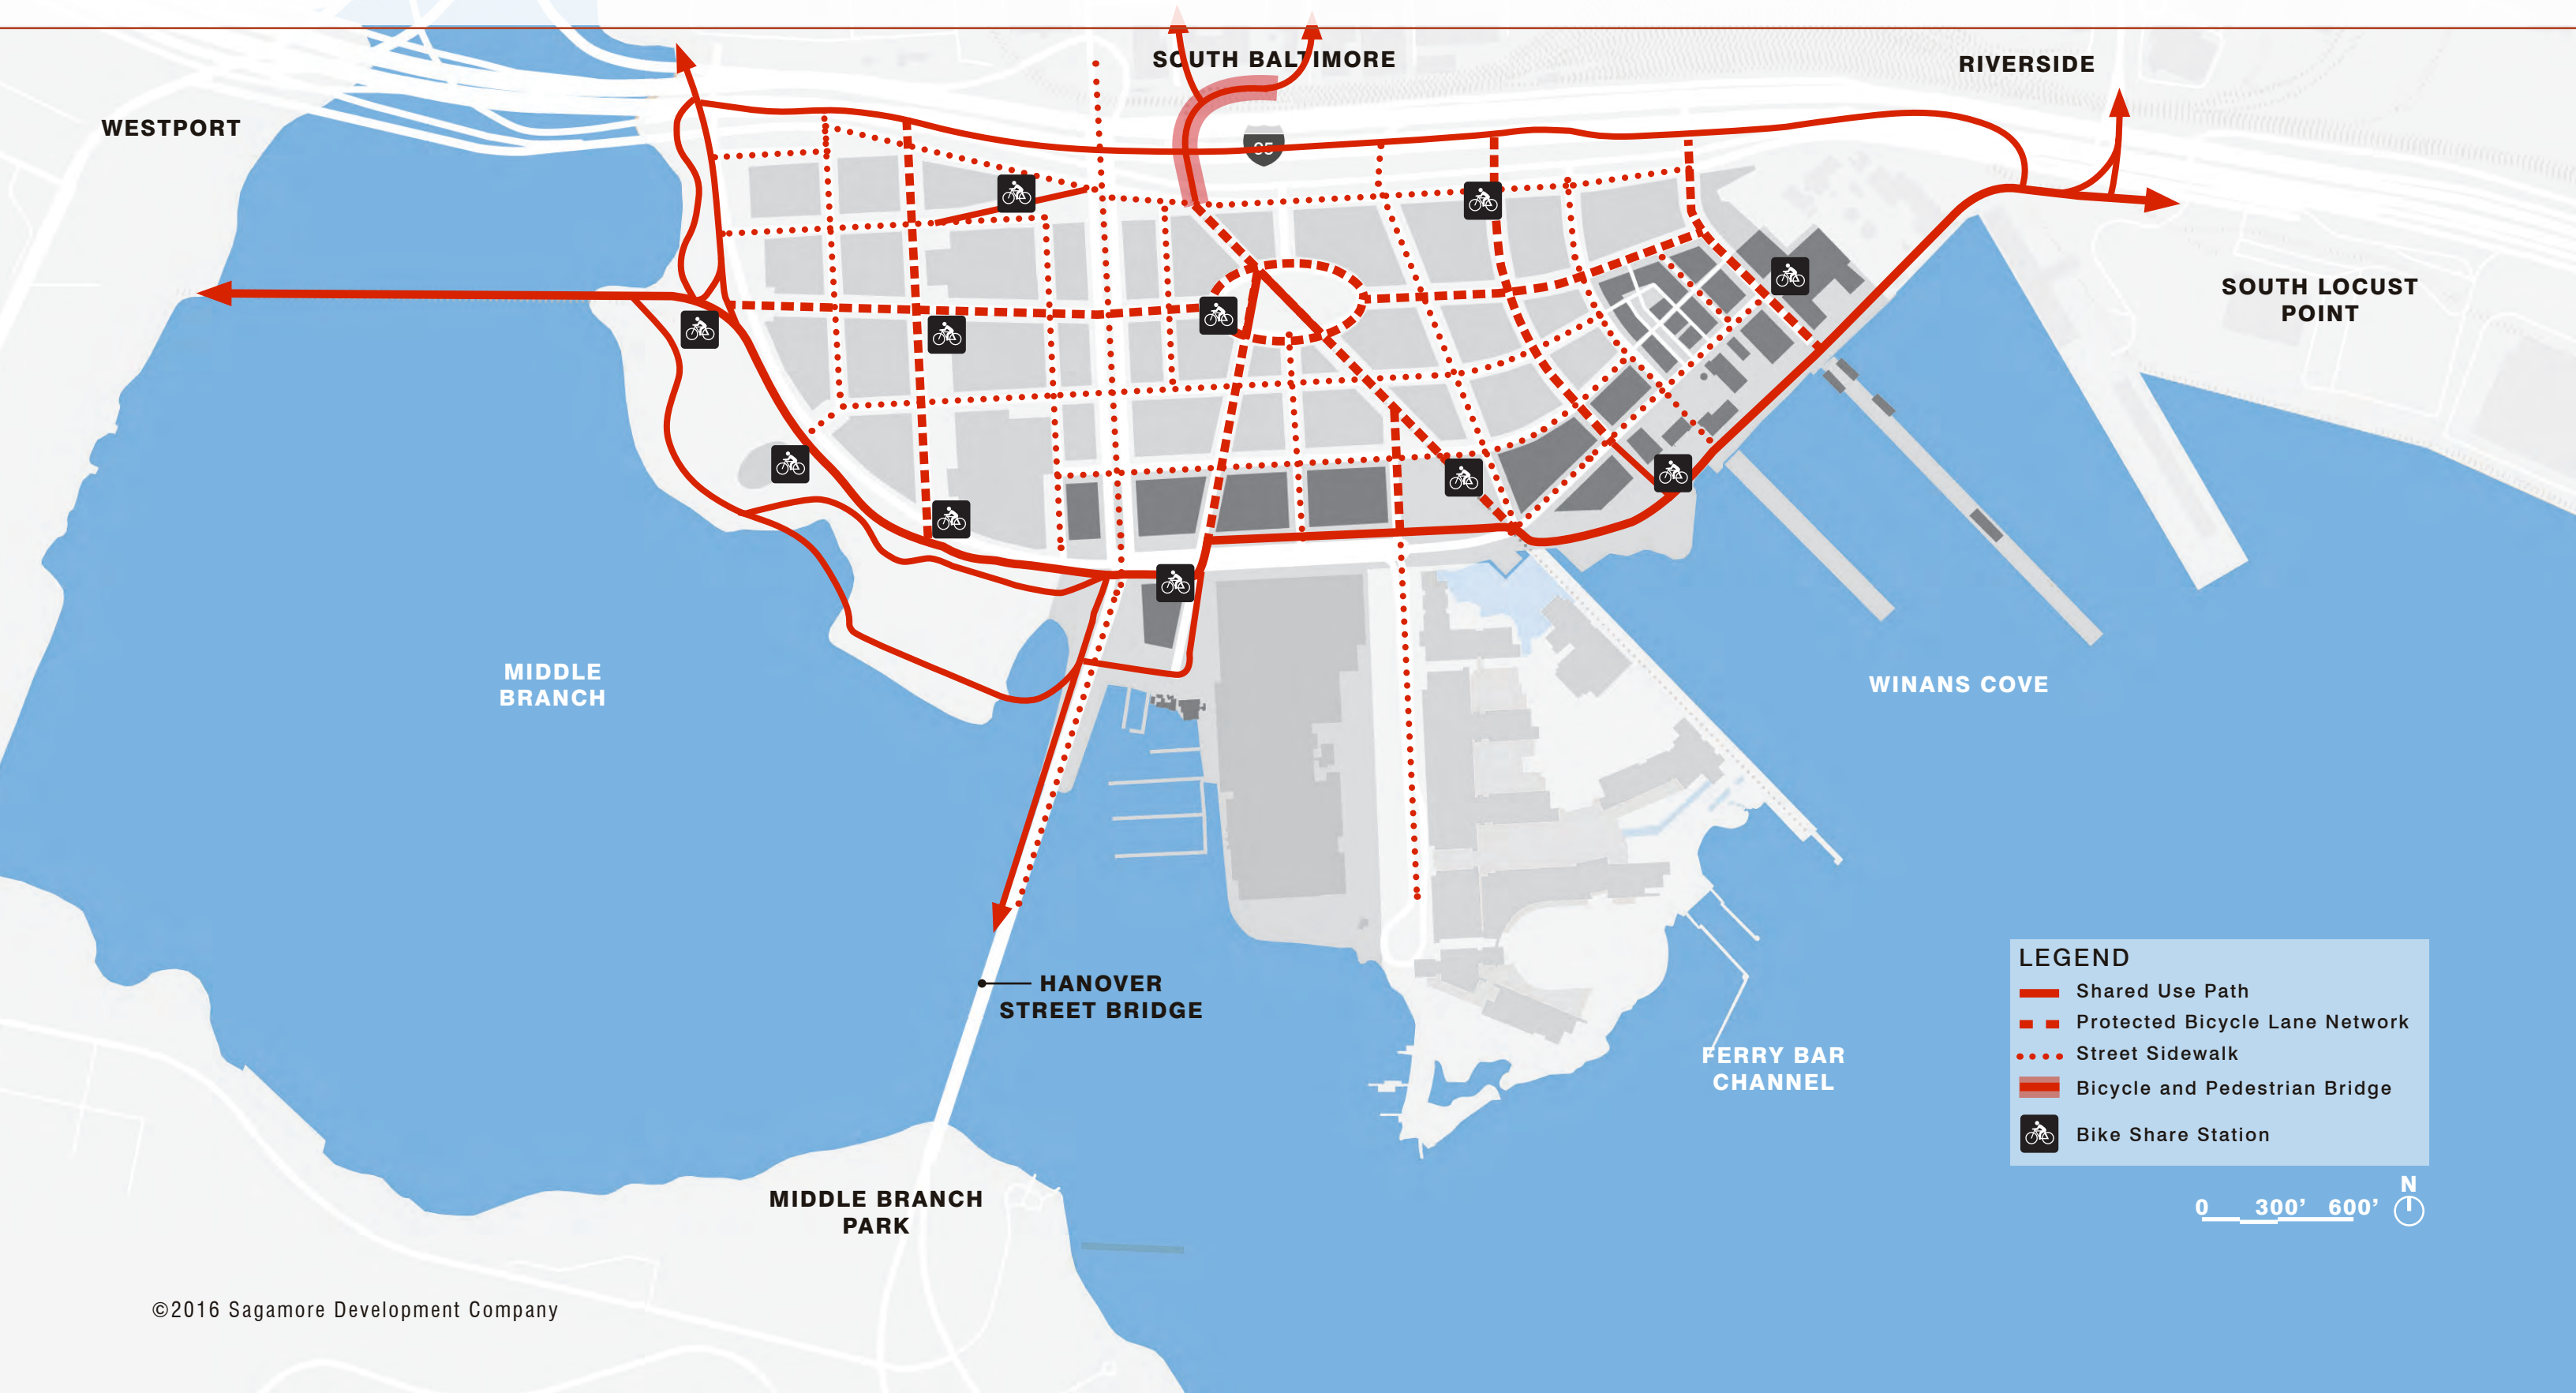 SOUTH BALTIMORE
RIVERSIDE
WESTPORT
95
SOUTH LOCUST
POINT
MIDDLE
BRANCH
WINANS COVE
HANOVER
STREET BRIDGE
FERRY BAR
CHANNEL
LEGEND
Shared Use Path
Protected Bicycle Lane Network
Street Sidewalk
Bicycle and Pedestrian Bridge
Bike Share Station
N
0 300' 600'
MIDDLE BRANCH
PARK
©2016 Sagamore Development Company